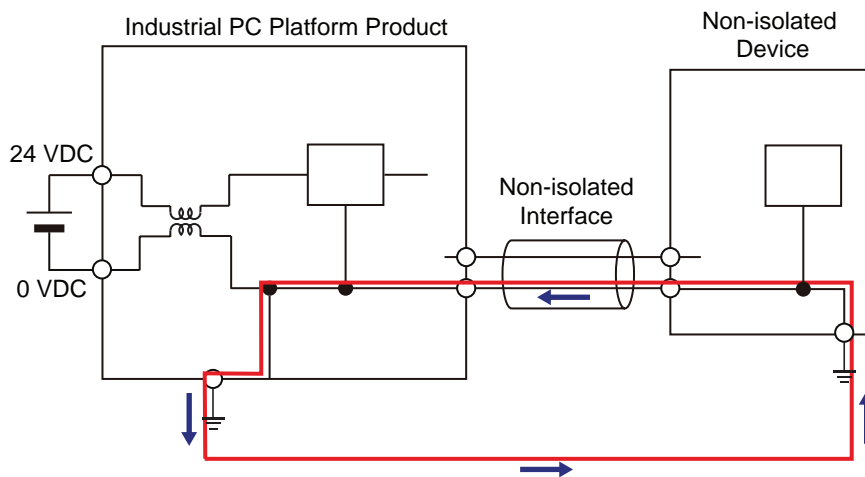 Industrial PC Platform Product
Non-isolated
Device
24 VDC
Non-isolated
Interface
0 VDC